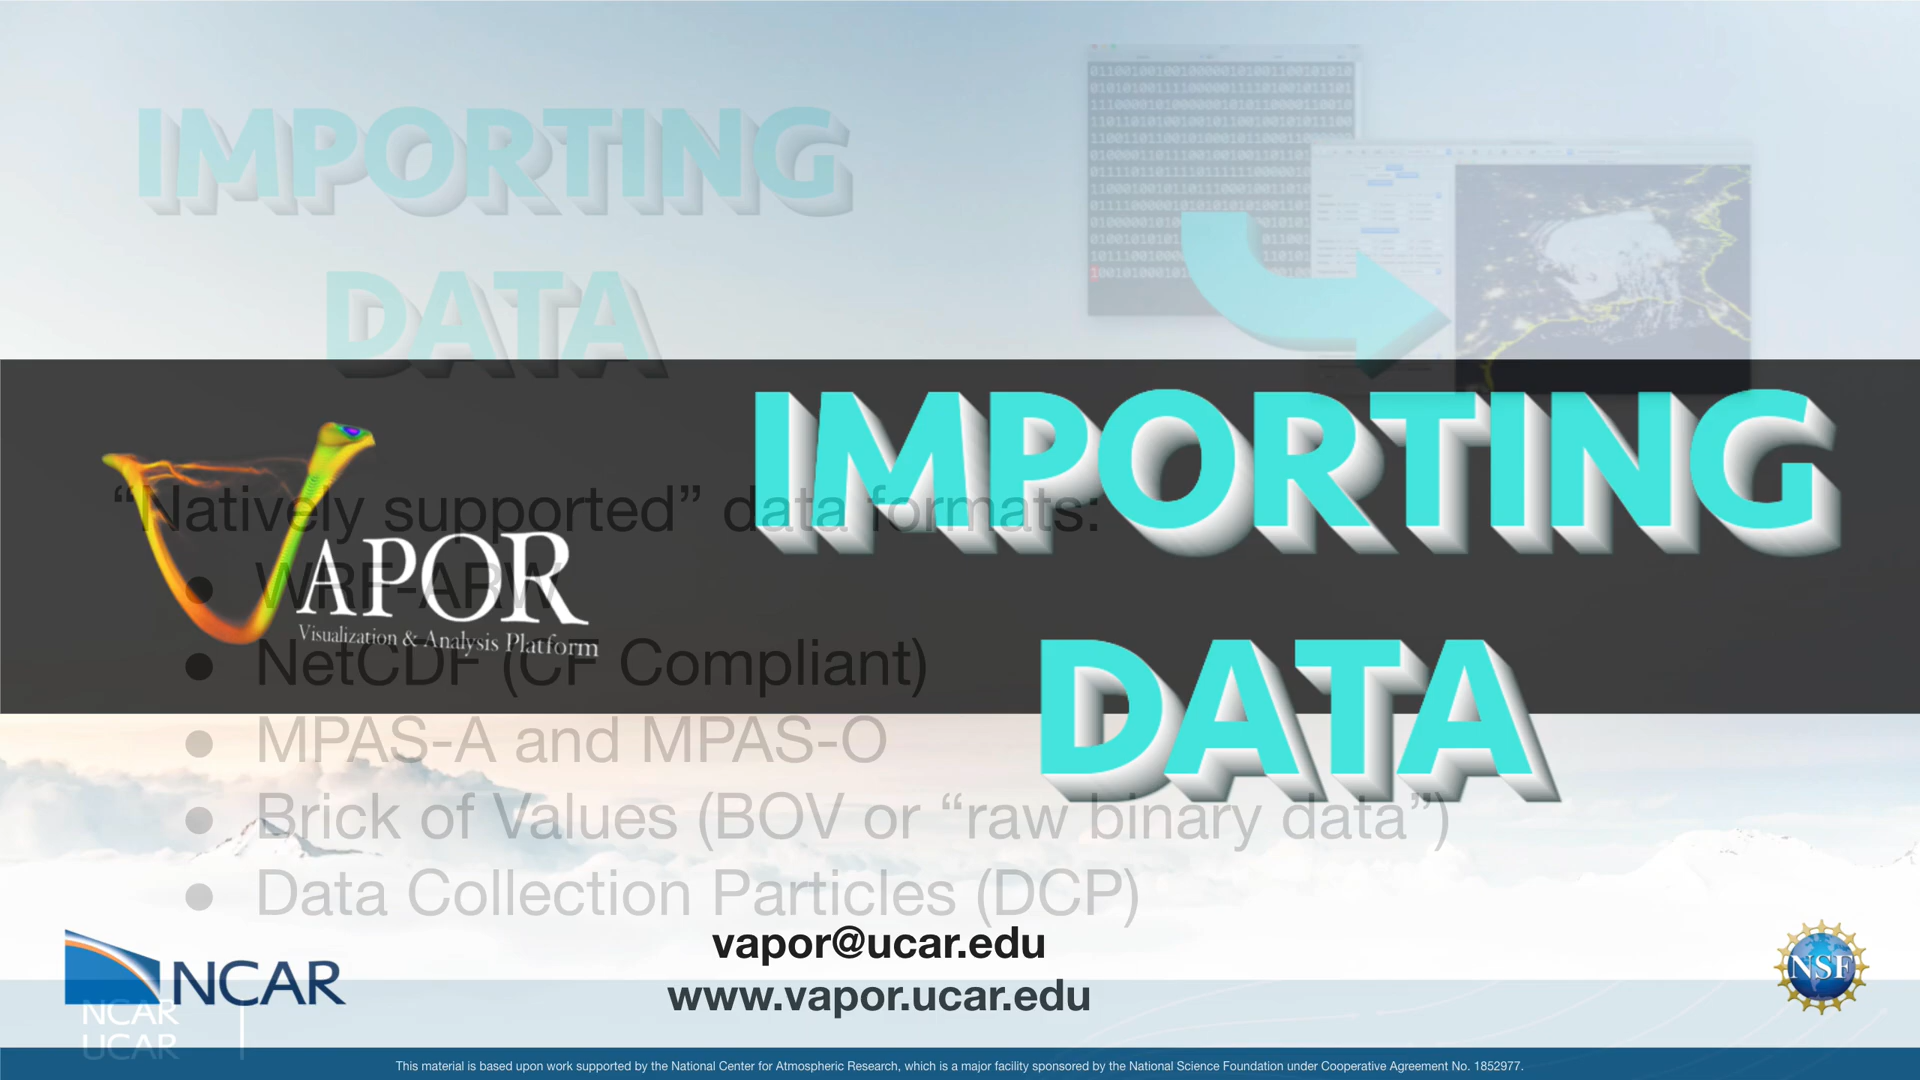 IMPORTING
DATA
IMPORTING
DATA
VAPOR
Visualization & Analysis Platform
“Natively supported” data formats:
● WRF-ARW
● NetCDF (CF Compliant)
● MPAS-A and MPAS-O
● Brick of Values (BOV or “raw binary data”)
● Data Collection Particles (DCP)
vapor@ucar.edu
www.vapor.ucar.edu
NCAR
NCAR
UCAR
NSF
This material is based upon work supported by the National Center for Atmospheric Research, which is a major facility sponsored by the National Science Foundation under Cooperative Agreement No. 1852977.